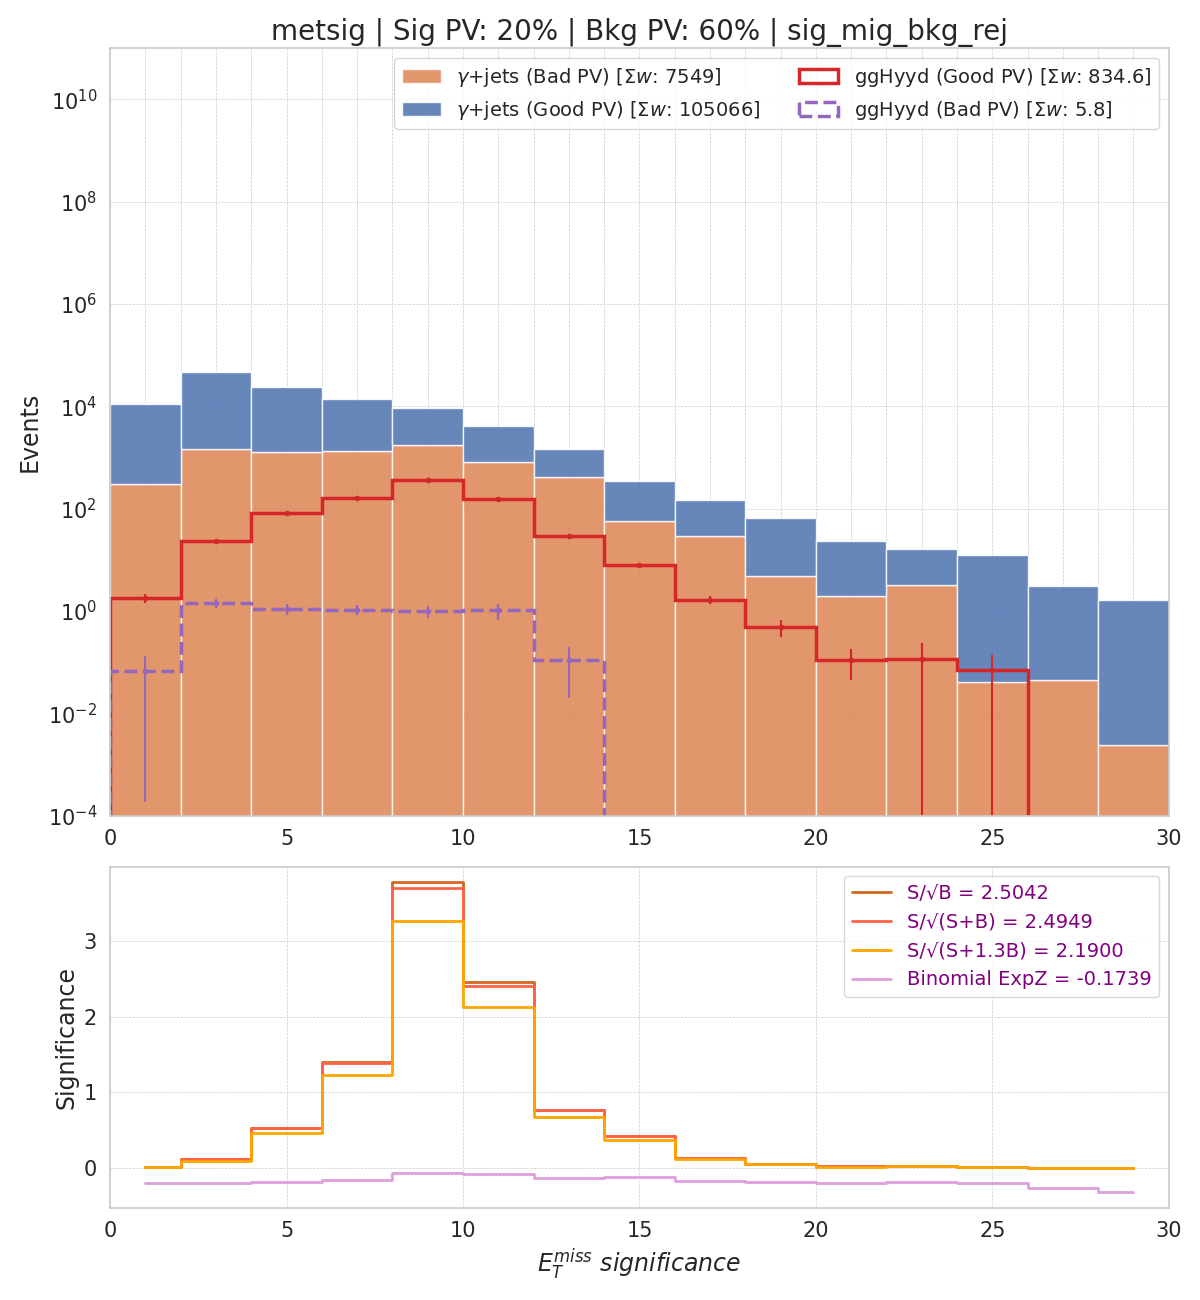 metsig | Sig PV: 20% | Bkg PV: 60% | sig_mig_bkg_rej
γ+jets (Bad PV) [Σw: 7549]
γ+jets (Good PV) [Σw: 105066]
ggHyyd (Good PV) [Σw: 834.6]
ggHyyd (Bad PV) [Σw: 5.8]
Events
10^10
10^8
10^6
10^4
10^2
10^0
10^-2
10^-4
0 5 10 15 20 25 30
S/√B = 2.5042
S/√(S+B) = 2.4949
S/√(S+1.3B) = 2.1900
Binomial ExpZ = -0.1739
Significance
3
2
1
0
0 5 10 15 20 25 30
E_T^miss significance